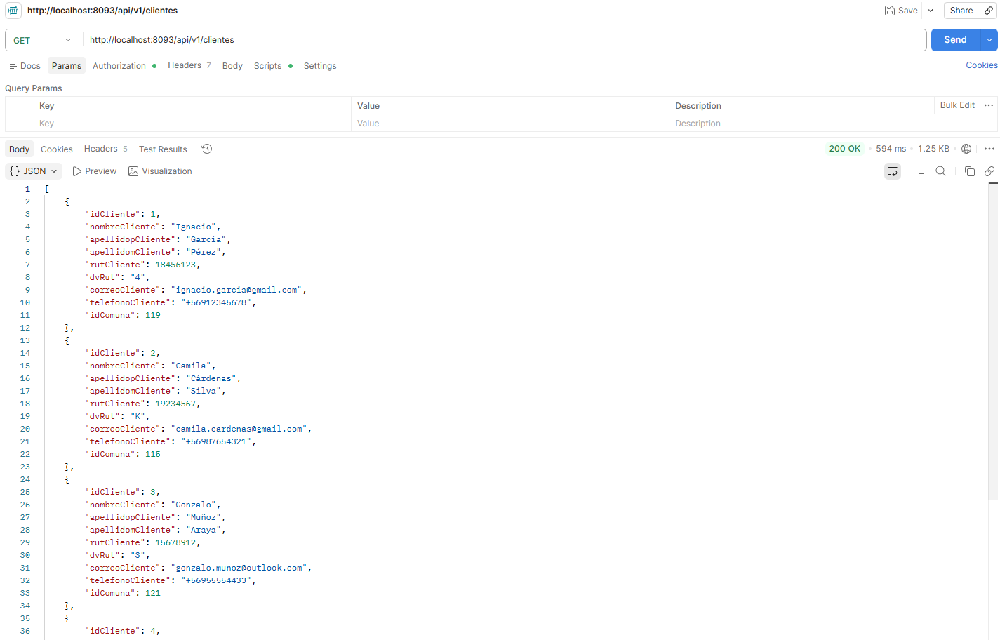 HTTP http://localhost:8093/api/v1/clientes Save Share
GET http://localhost:8093/api/v1/clientes Send
Docs Params Authorization Headers 7 Body Scripts Settings Cookies
Query Params
Key Value Description Bulk Edit
Key Value Description
Body Cookies Headers 5 Test Results 200 OK 594 ms 1.25 KB
{} JSON Preview Visualization
1 [
2 {
3 "idCliente": 1,
4 "nombreCliente": "Ignacio",
5 "apellidopCliente": "García",
6 "apellidomCliente": "Pérez",
7 "rutCliente": 18456123,
8 "dvRut": "4",
9 "correoCliente": "ignacio.garcia@gmail.com",
10 "telefonoCliente": "+56912345678",
11 "idComuna": 119
12 },
13 {
14 "idCliente": 2,
15 "nombreCliente": "Camila",
16 "apellidopCliente": "Cárdenas",
17 "apellidomCliente": "Silva",
18 "rutCliente": 19234567,
19 "dvRut": "K",
20 "correoCliente": "camila.cardenas@gmail.com",
21 "telefonoCliente": "+56987654321",
22 "idComuna": 115
23 },
24 {
25 "idCliente": 3,
26 "nombreCliente": "Gonzalo",
27 "apellidopCliente": "Muñoz",
28 "apellidomCliente": "Araya",
29 "rutCliente": 15678912,
30 "dvRut": "3",
31 "correoCliente": "gonzalo.munoz@outlook.com",
32 "telefonoCliente": "+56955554433",
33 "idComuna": 121
34 },
35 {
36 "idCliente": 4,